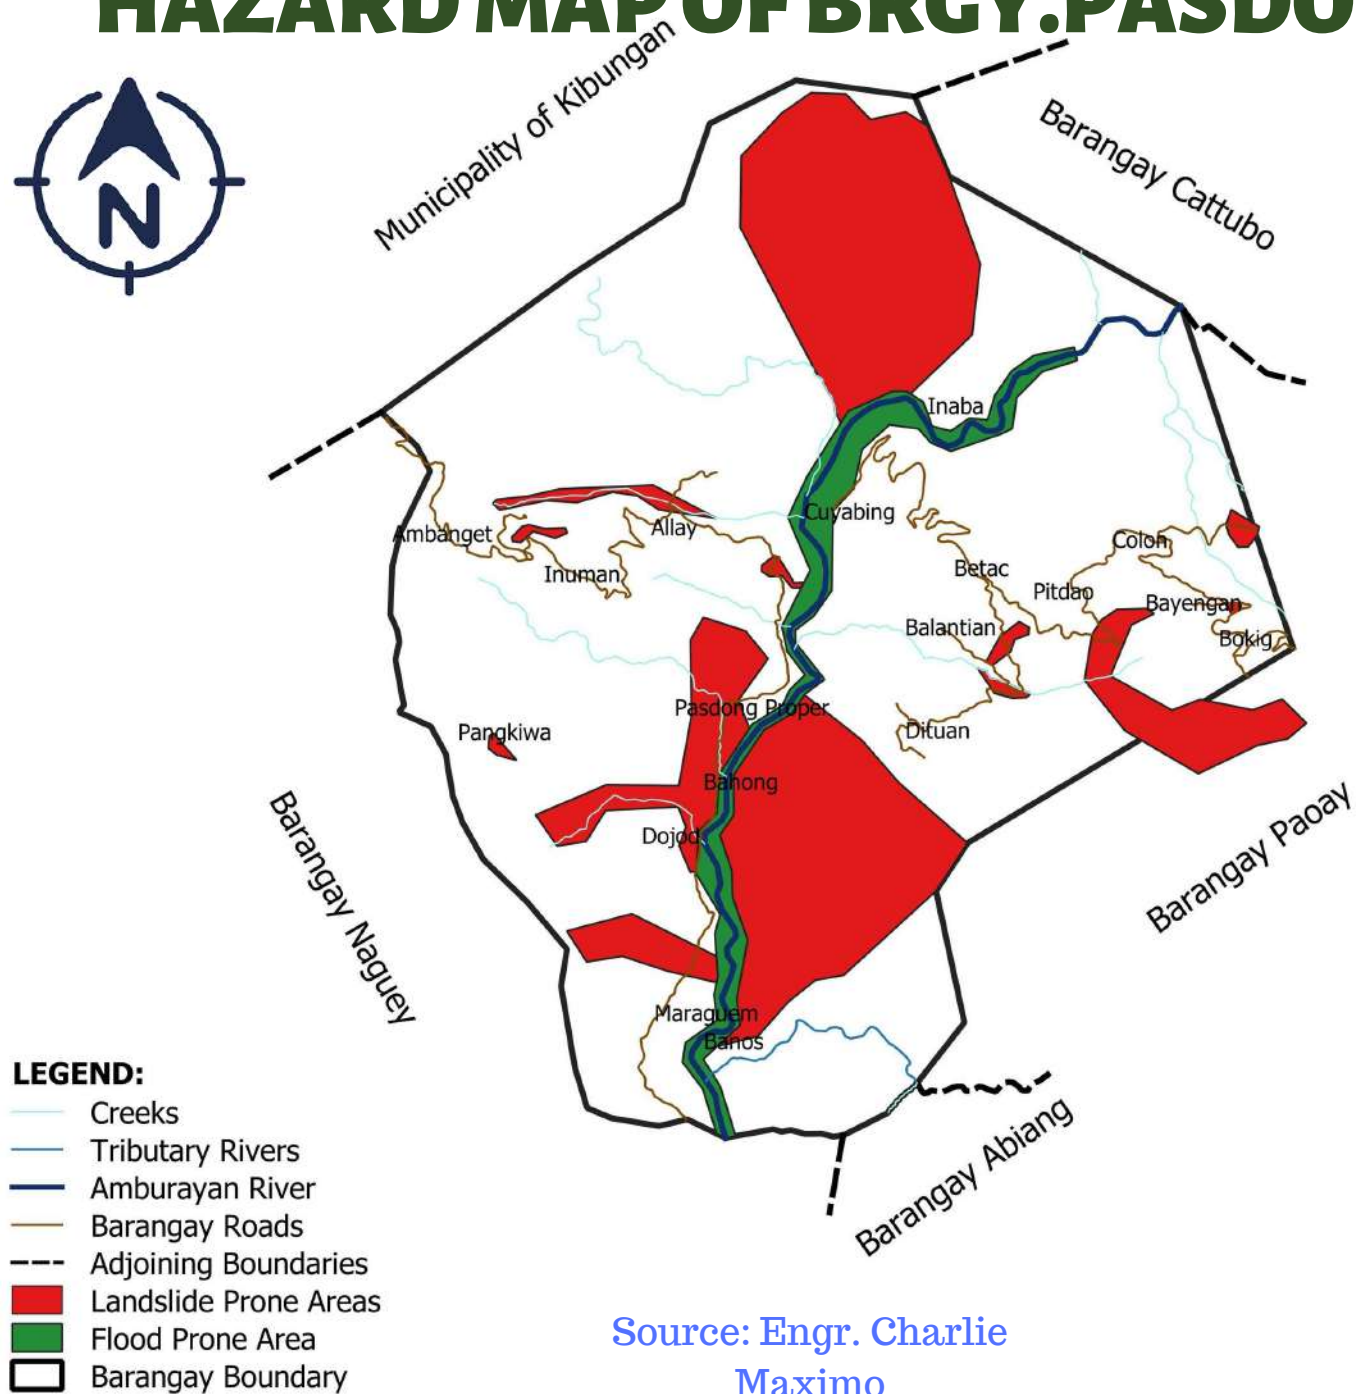 HAZARD MAP OF BRGY. PASDO
Municipality of Kibungan
Barangay Cattubo
N
Inaba
Cuyabing
Ambanget
Allay
Inuman
Coloh
Betac
Pitdao
Bayengan
Balantian
Bokig
Pasdong Proper
Pangkiwa
Dituan
Bahong
Dojod
Barangay Naguey
Barangay Paoay
Maraguem
Banos
Barangay Abiang
LEGEND:
Creeks
Tributary Rivers
Amburayan River
Barangay Roads
Adjoining Boundaries
Landslide Prone Areas
Flood Prone Area
Barangay Boundary
Source: Engr. Charlie
Maximo